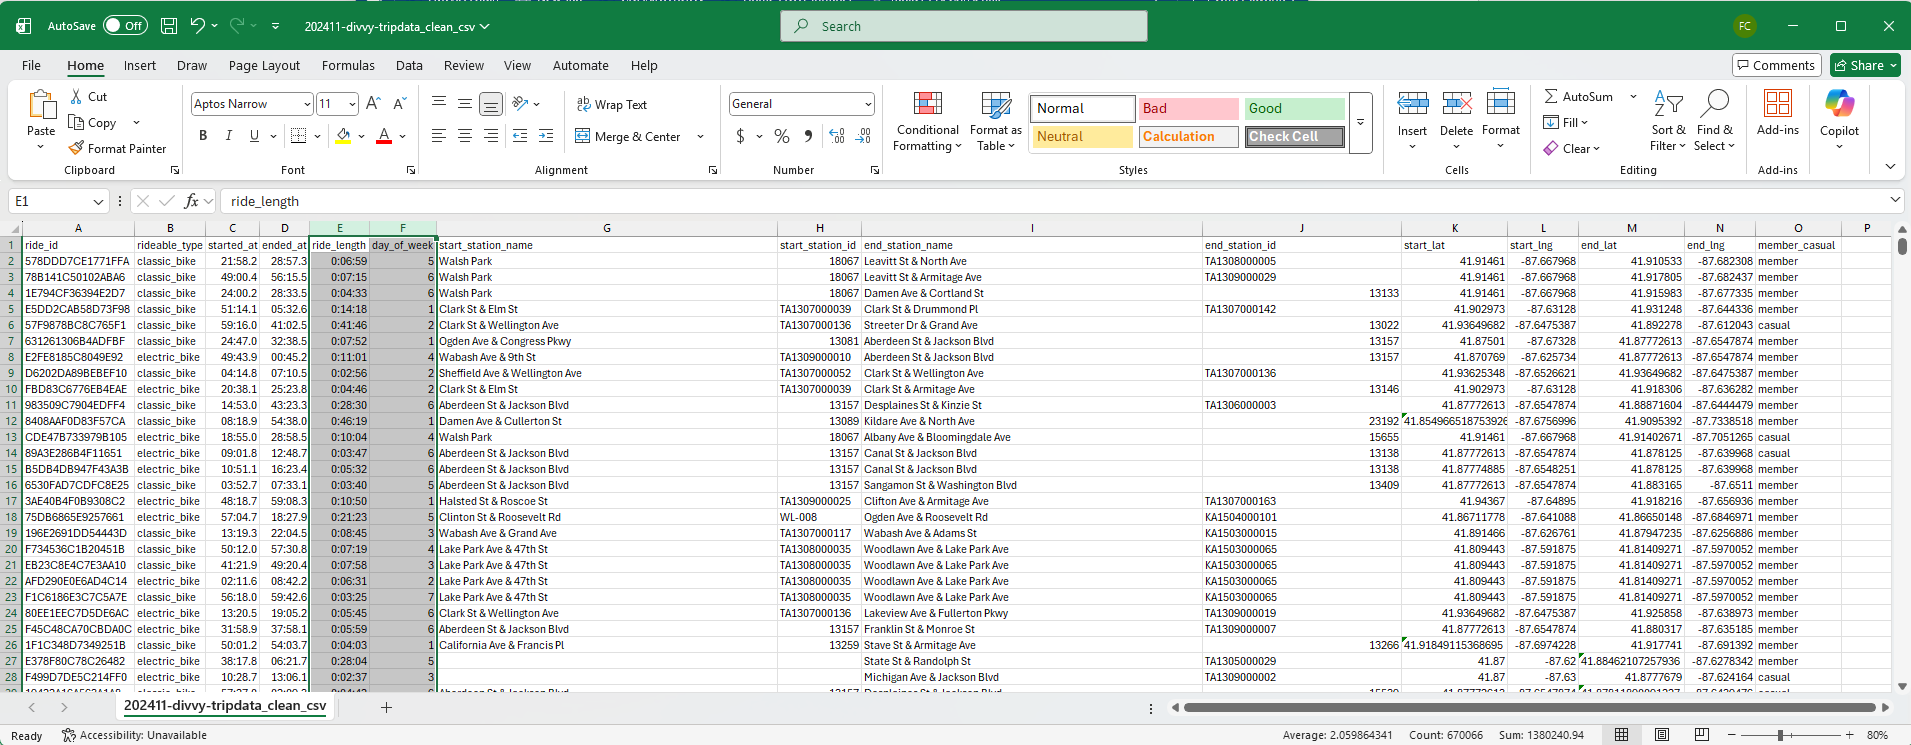 AutoSave Off 202411-divvy-tripdata_clean_csv Search FC
File Home Insert Draw Page Layout Formulas Data Review View Automate Help Comments Share
Paste Cut Copy Format Painter Clipboard
Aptos Narrow 11 B I U Font
Wrap Text Merge & Center Alignment
General $ % Number
Conditional Formatting Format as Table Normal Bad Good Neutral Calculation Check Cell Styles
Insert Delete Format Cells
AutoSum Fill Clear Sort & Filter Find & Select Editing
Add-ins Add-ins Copilot
E1 fx ride_length
A B C D E F G H I J K L M N O P
1 ride_id rideable_type started_at ended_at ride_length day_of_week start_station_name start_station_id end_station_name end_station_id start_lat start_lng end_lat end_lng member_casual
2 578DDD7CE1771FFA classic_bike 21:58.2 28:57.3 0:06:59 5 Walsh Park 18067 Leavitt St & North Ave TA1308000005 41.91461 -87.667968 41.910533 -87.682308 member
3 78B141C50102ABA6 classic_bike 49:00.4 56:15.5 0:07:15 6 Walsh Park 18067 Leavitt St & Armitage Ave TA1309000029 41.91461 -87.667968 41.917805 -87.682437 member
4 1E794CF36394E2D7 classic_bike 24:00.2 28:33.5 0:04:33 6 Walsh Park 18067 Damen Ave & Cortland St 13133 41.91461 -87.667968 41.915983 -87.677335 member
5 E5DD2CAB58D73F98 classic_bike 51:14.1 05:32.6 0:14:18 1 Clark St & Elm St TA1307000039 Clark St & Drummond Pl TA1307000142 41.902973 -87.63128 41.931248 -87.644336 member
6 57F9878BC8C765F1 classic_bike 59:16.0 41:02.5 0:41:46 2 Clark St & Wellington Ave TA1307000136 Streeter Dr & Grand Ave 13022 41.93649682 -87.6475387 41.892278 -87.612043 casual
7 631261306B4ADFBF classic_bike 24:47.0 32:38.5 0:07:52 1 Ogden Ave & Congress Pkwy 13081 Aberdeen St & Jackson Blvd 13157 41.87501 -87.67328 41.87772613 -87.6547874 member
8 E2FE8185C8049E92 electric_bike 49:43.9 00:45.2 0:11:01 4 Wabash Ave & 9th St TA1309000010 Aberdeen St & Jackson Blvd 13157 41.870769 -87.625734 41.87772613 -87.6547874 member
9 D6202DA89BEBEF10 classic_bike 04:14.8 07:10.5 0:02:56 2 Sheffield Ave & Wellington Ave TA1307000052 Clark St & Wellington Ave TA1307000136 41.93625348 -87.6526621 41.93649682 -87.6475387 member
10 FBD83C6776EB4EAE electric_bike 20:38.1 25:23.8 0:04:46 2 Clark St & Elm St TA1307000039 Clark St & Armitage Ave 13146 41.902973 -87.63128 41.918306 -87.636282 member
11 983509C7904EDFF4 classic_bike 14:53.0 43:23.3 0:28:30 6 Aberdeen St & Jackson Blvd 13157 Desplaines St & Kinzie St TA1306000003 41.87772613 -87.6547874 41.88871604 -87.6444479 member
12 8408AAF0D83F57CA classic_bike 08:18.9 54:38.0 0:46:19 1 Damen Ave & Cullerton St 13089 Kildare Ave & North Ave 23192 41.854966518753926 -87.6756996 41.9095392 -87.7338518 member
13 CDE47B733979B105 electric_bike 18:55.0 28:58.5 0:10:04 4 Walsh Park 18067 Albany Ave & Bloomingdale Ave 15655 41.91461 -87.667968 41.91402671 -87.7051265 casual
14 89A3E286B4F11651 electric_bike 09:01.8 12:48.7 0:03:47 6 Aberdeen St & Jackson Blvd 13157 Canal St & Jackson Blvd 13138 41.87772613 -87.6547874 41.878125 -87.639968 casual
15 B5DB4DB947F43A3B electric_bike 10:51.1 16:23.4 0:05:32 6 Aberdeen St & Jackson Blvd 13157 Canal St & Jackson Blvd 13138 41.87774885 -87.6548251 41.878125 -87.639968 member
16 6530FAD7CDFC8E25 classic_bike 03:52.7 07:33.1 0:03:40 5 Aberdeen St & Jackson Blvd 13157 Sangamon St & Washington Blvd 13409 41.87772613 -87.6547874 41.883165 -87.6511 member
17 3AE40B4F0B9308C2 electric_bike 48:18.7 59:08.3 0:10:50 1 Halsted St & Roscoe St TA1309000025 Clifton Ave & Armitage Ave TA1307000163 41.94367 -87.64895 41.918216 -87.656936 member
18 75DB6865E9257661 electric_bike 57:04.7 18:27.9 0:21:23 5 Clinton St & Roosevelt Rd WL-008 Ogden Ave & Roosevelt Rd KA1504000101 41.86711778 -87.641088 41.86650148 -87.6846971 member
19 196E2691DD54443D classic_bike 13:19.3 22:04.5 0:08:45 3 Wabash Ave & Grand Ave TA1307000117 Wabash Ave & Adams St KA1503000015 41.891466 -87.626761 41.87947235 -87.6256886 member
20 F734536C1B20451B classic_bike 50:12.0 57:30.8 0:07:19 4 Lake Park Ave & 47th St TA1308000035 Woodlawn Ave & Lake Park Ave KA1503000065 41.809443 -87.591875 41.81409271 -87.5970052 member
21 EB23C8E4C7E3AA10 classic_bike 41:21.9 49:20.4 0:07:58 3 Lake Park Ave & 47th St TA1308000035 Woodlawn Ave & Lake Park Ave KA1503000065 41.809443 -87.591875 41.81409271 -87.5970052 member
22 AFD290E0E6AD4C14 electric_bike 02:11.6 08:42.2 0:06:31 2 Lake Park Ave & 47th St TA1308000035 Woodlawn Ave & Lake Park Ave KA1503000065 41.809443 -87.591875 41.81409271 -87.5970052 member
23 F1C6186E3C7C5A7E classic_bike 56:18.0 59:42.6 0:03:25 7 Lake Park Ave & 47th St TA1308000035 Woodlawn Ave & Lake Park Ave KA1503000065 41.809443 -87.591875 41.81409271 -87.5970052 member
24 80EE1EEC7D5DE6AC electric_bike 13:20.5 19:05.2 0:05:45 6 Clark St & Wellington Ave TA1307000136 Lakeview Ave & Fullerton Pkwy TA1309000019 41.93649682 -87.6475387 41.925858 -87.638973 member
25 F45C48CA70CBDA0C electric_bike 31:58.9 37:58.1 0:05:59 6 Aberdeen St & Jackson Blvd 13157 Franklin St & Monroe St TA1309000007 41.87772613 -87.6547874 41.880317 -87.635185 member
26 1F1C348D7349251B classic_bike 50:01.2 54:03.7 0:04:03 1 California Ave & Francis Pl 13259 Stave St & Armitage Ave 13266 41.91849115368695 -87.6974228 41.917741 -87.691392 member
27 E378F80C78C26482 electric_bike 38:17.8 06:21.7 0:28:04 5 State St & Randolph St TA1305000029 41.87 -87.62 41.88462107257936 -87.6278342 member
28 F499D7DE5C214FF0 electric_bike 10:28.7 13:06.1 0:02:37 3 Michigan Ave & Jackson Blvd TA1309000002 41.87 -87.63 41.8777679 -87.624164 casual
202411-divvy-tripdata_clean_csv
Ready Accessibility: Unavailable Average: 2.059864341 Count: 670066 Sum: 1380240.94 80%